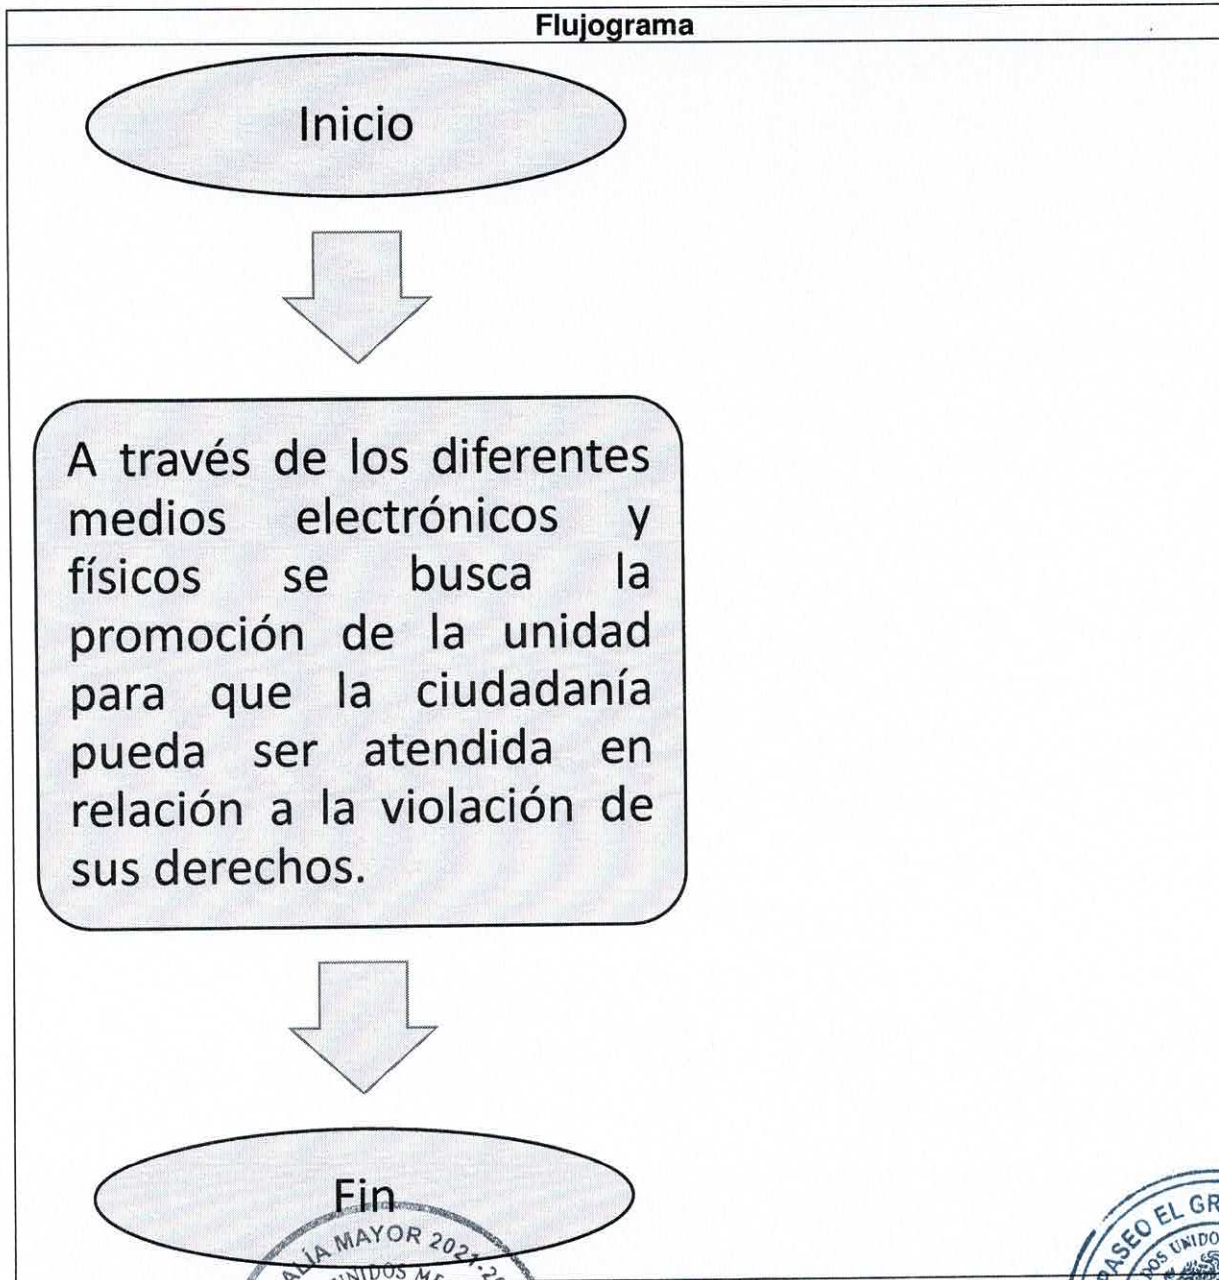 Flujograma
Inicio
A través de los diferentes
medios electrónicos y
físicos se busca la
promoción de la unidad
para que la ciudadanía
pueda ser atendida en
relación a la violación de
sus derechos.
Fin
MAYOR
UNIDOS
EL